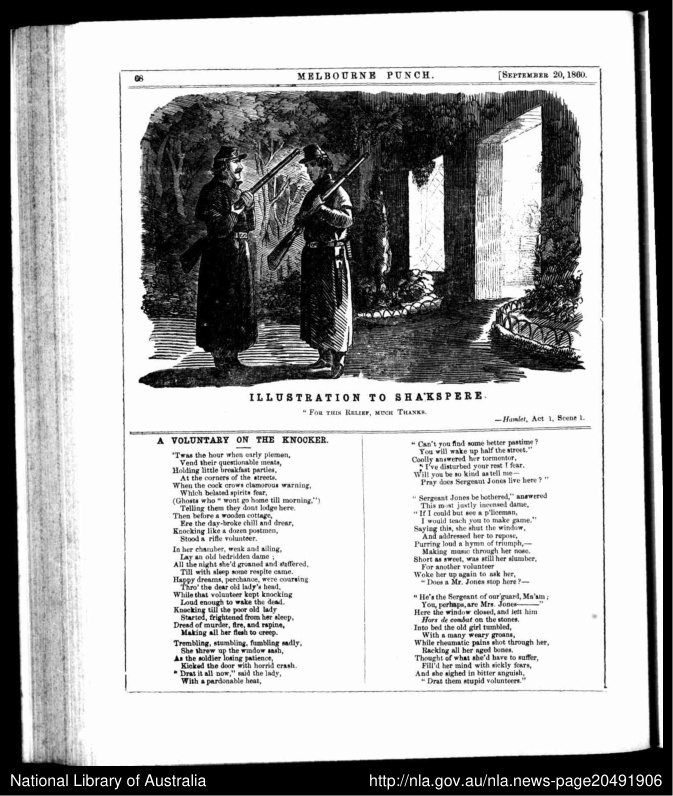 68
MELBOURNE PUNCH.
[SEPTEMBER 20, 1860.
ILLUSTRATION TO SHAKSPERE.
" FOR THIS RELIEF, MUCH THANKS.
—Hamlet, Act 1, Scene 1.
A VOLUNTARY ON THE KNOCKER.
'Twas the hour when early piemen,
Vend their questionable meats,
Holding little breakfast parties,
At the corners of the streets.
When the cock crows clamorous warning,
Which belated spirits fear,
(Ghosts who " wont go home till morning,")
Telling them they dont lodge here.
Then before a wooden cottage,
Ere the day-broke chill and drear,
Knocking like a dozen postmen,
Stood a rifle volunteer.
In her chamber, weak and ailing,
Lay an old bedridden dame ;
All the night she'd groaned and suffered,
Till with sleep some respite came.
Happy dreams, perchance, were coursing
Thro' the dear old lady's head,
While that volunteer kept knocking
Loud enough to wake the dead.
Knocking till the poor old lady
Started, frightened from her sleep,
Dread of murder, fire, and rapine,
Making all her flesh to creep.
Trembling, stumbling, fumbling sadly,
She threw up the window sash,
As the soldier losing patience,
Kicked the door with horrid crash.
" Drat it all now," said the lady,
With a pardonable heat,
" Can't you find some better pastime ?
You will wake up half the street."
Coolly answered her tormentor,
" I've disturbed your rest I fear,
Will you be so kind as tell me—
Pray does Sergeant Jones live here ? "
" Sergeant Jones be bothered," answered
This most justly incensed dame,
" If I could but see a p'liceman,
I would teach you to make game."
Saying this, she shut the window,
And addressed her to repose,
Purring loud a hymn of triumph,—
Making music through her nose.
Short as sweet, was still her slumber,
For another volunteer
Woke her up again to ask her,
" Does a Mr. Jones stop here ?—
" He's the Sergeant of our guard, Ma'am ;
You, perhaps, are Mrs. Jones———"
Here the window closed, and left him
Hors de combat on the stones.
Into bed the old girl tumbled,
With a many weary groans,
While rheumatic pains shot through her,
Racking all her aged bones.
Thought of what she'd have to suffer,
Fill'd her mind with sickly fears,
And she sighed in bitter anguish,
" Drat them stupid volunteers."
National Library of Australia
http://nla.gov.au/nla.news-page20491906